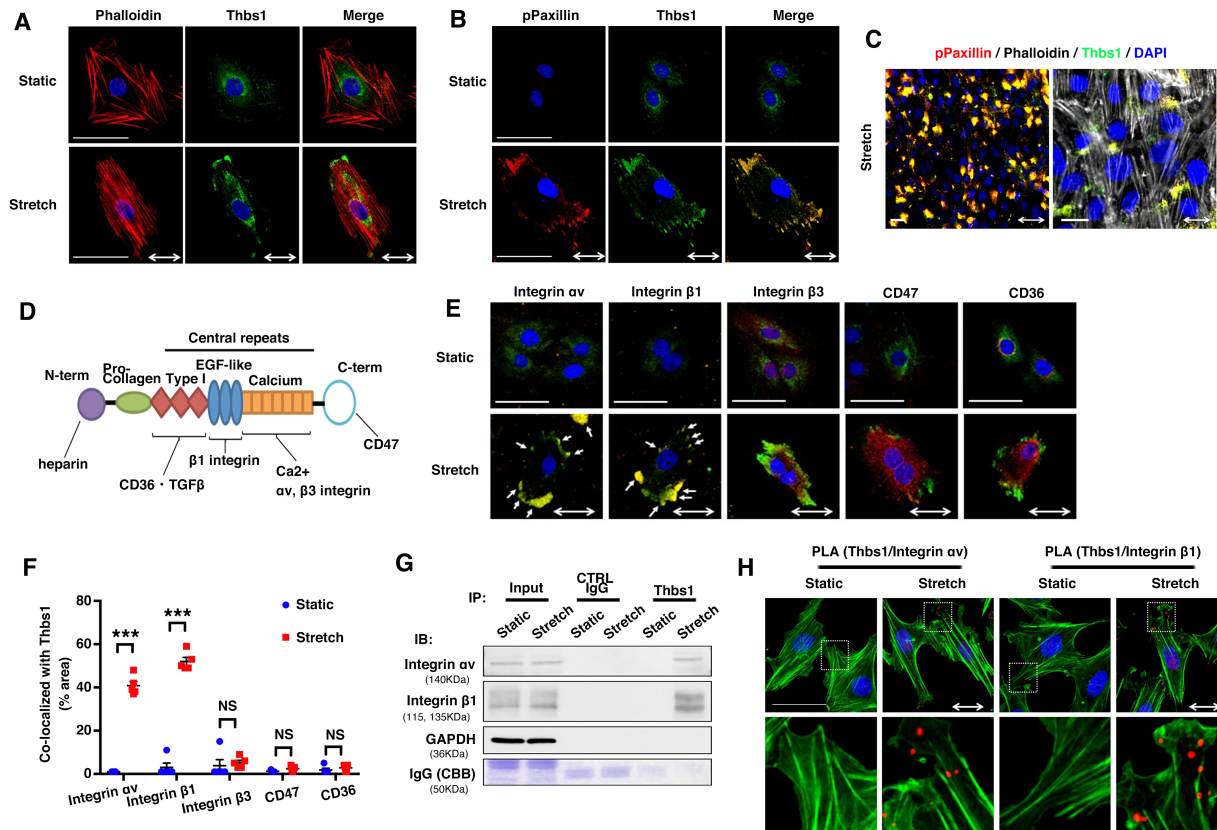 A
Phalloidin Thbs1 Merge
Static
Stretch
B
pPaxillin Thbs1 Merge
Static
Stretch
C
pPaxillin / Phalloidin / Thbs1 / DAPI
Stretch
D
Central repeats
EGF-like
Pro-
Collagen
N-term
Type I
Calcium
C-term
heparin
CD36・TGFβ
β1 integrin
Ca2+
αv, β3 integrin
CD47
E
Integrin αv Integrin β1 Integrin β3 CD47 CD36
Static
Stretch
F
Co-localized with Thbs1
(% area)
80
60
40
20
0
Static
Stretch
***
***
NS
NS
NS
Integrin αv
Integrin β1
Integrin β3
CD47
CD36
G
IP:
Input
CTRL
IgG
Thbs1
Static Stretch Static Stretch Static Stretch
IB:
Integrin αv
(140KDa)
Integrin β1
(115, 135KDa)
GAPDH
(36KDa)
IgG (CBB)
(50KDa)
H
PLA (Thbs1/Integrin αv) PLA (Thbs1/Integrin β1)
Static Stretch Static Stretch